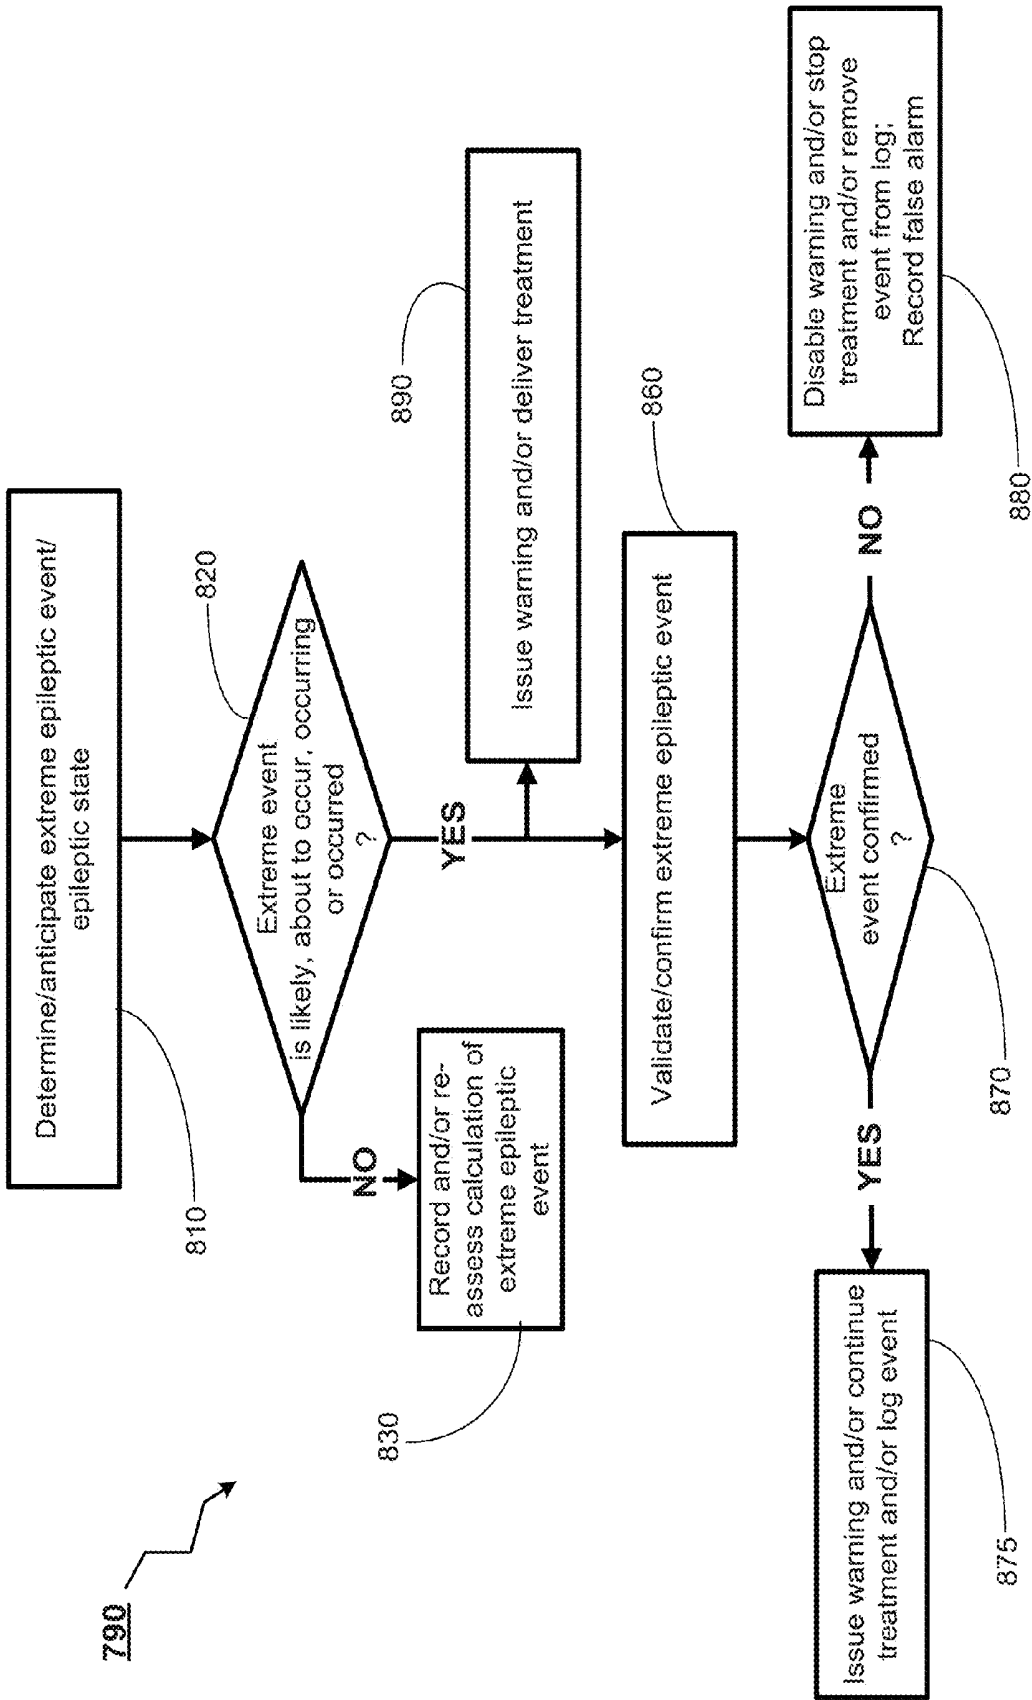 790
Determine/anticipate extreme epileptic event/
epileptic state
810
Extreme event
is likely, about to occur, occurring
or occurred
?
820
NO
Record and/or re-
assess calculation of
extreme epileptic
event
830
YES
Issue warning and/or deliver treatment
890
Validate/confirm extreme epileptic event
860
Extreme
event confirmed
?
870
YES
Issue warning and/or continue
treatment and/or log event
875
NO
Disable warning and/or stop
treatment and/or remove
event from log;
Record false alarm
880